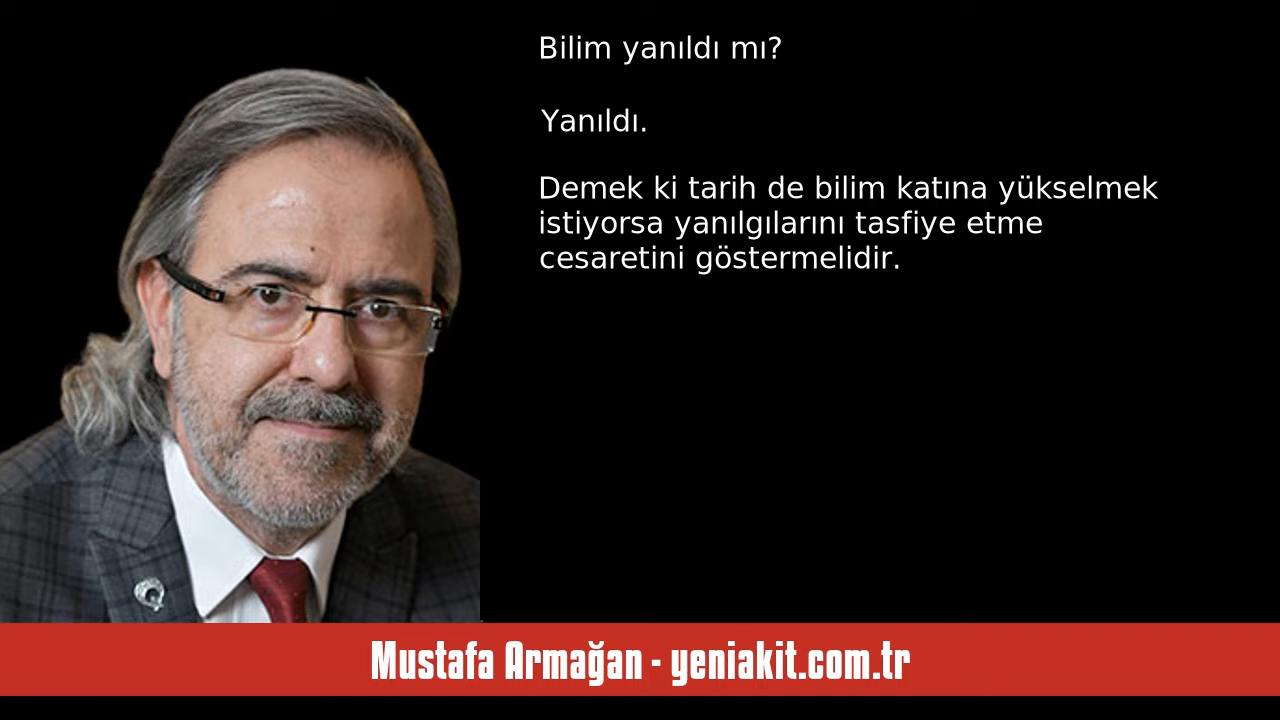 Bilim yanıldı mı?
Yanıldı.
Demek ki tarih de bilim katına yükselmek
istiyorsa yanılgılarını tasfiye etme
cesaretini göstermelidir.
Mustafa Armağan - yeniakit.com.tr